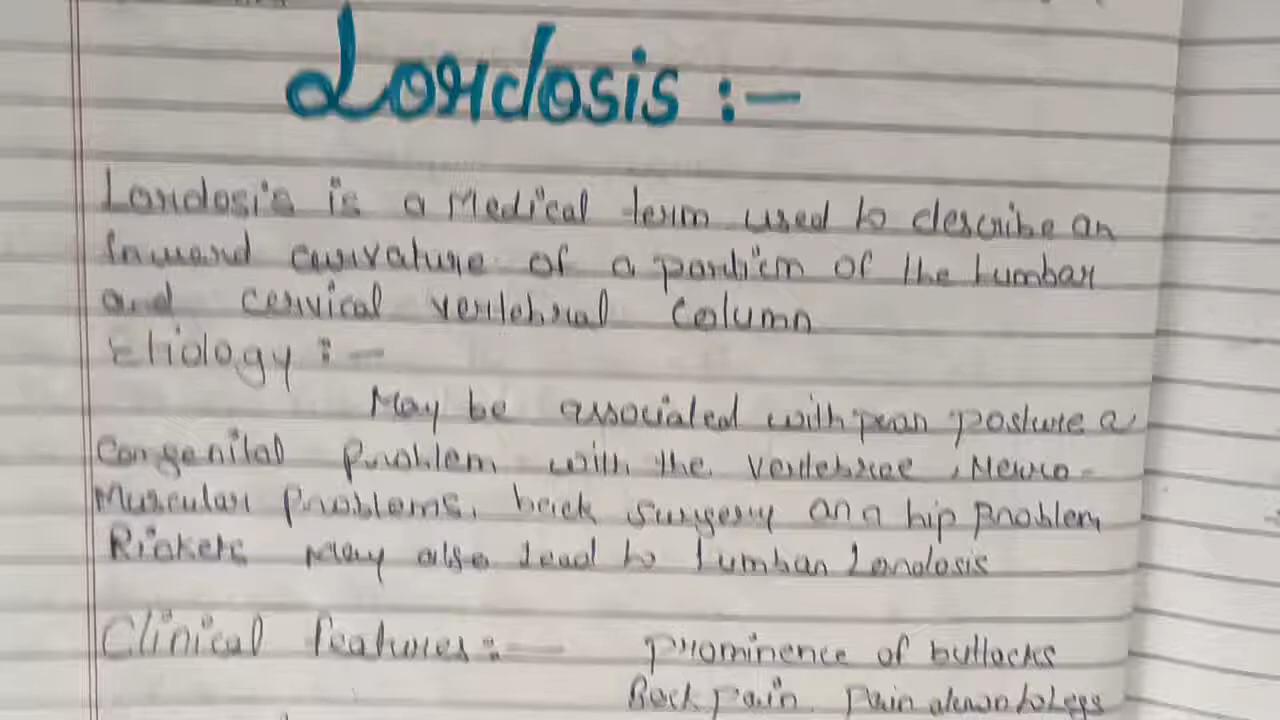 Lordosis :-
Lordosis is a Medical term used to describe an
Inward curvature of a portion of the Lumbar
and cervical vertebral column
Etiology :-
May be associated with poor posture a
congenital problem with the vertebrae, Neuro-
Muscular Problems, back surgery or a hip problem
Rickets May also lead to Lumbar Lordosis
Clinical features :- prominence of buttocks
Back pain, Pain down to Legs